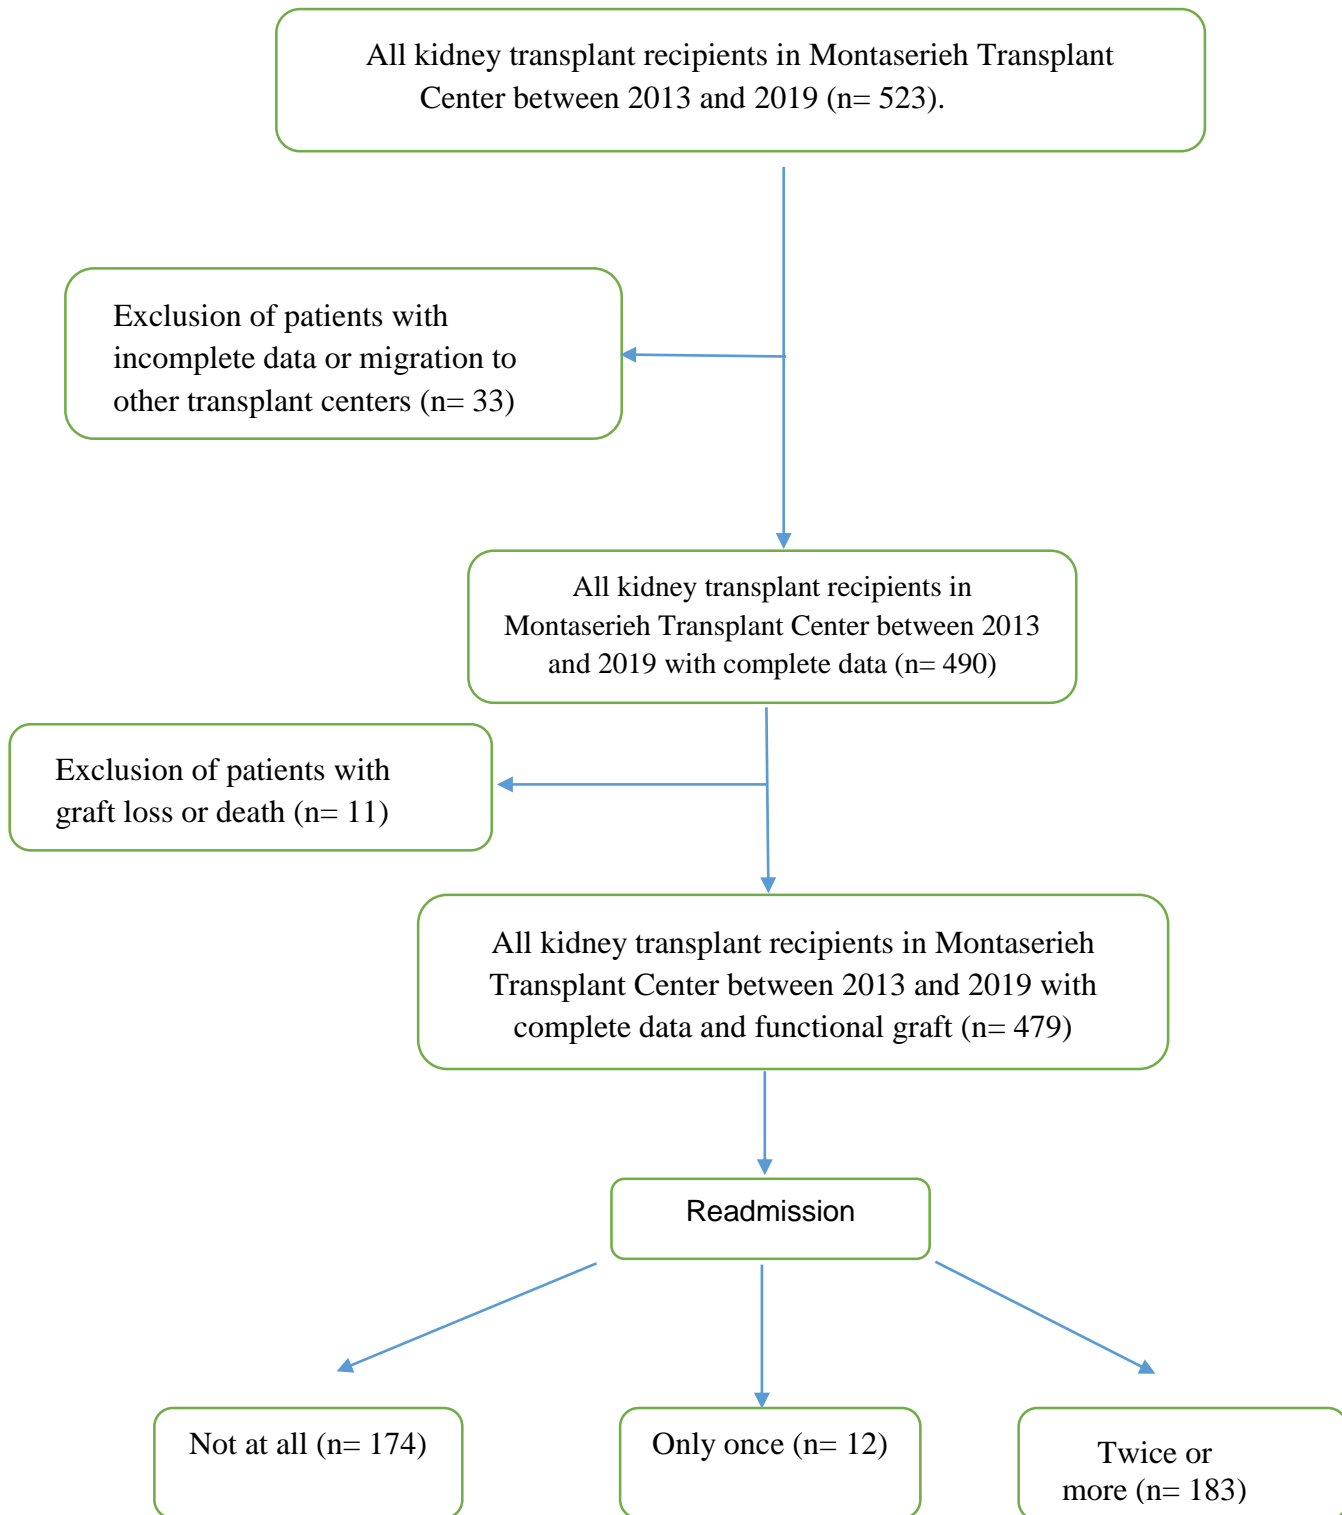 All kidney transplant recipients in Montaserieh Transplant
Center between 2013 and 2019 (n= 523).
Exclusion of patients with
incomplete data or migration to
other transplant centers (n= 33)
All kidney transplant recipients in
Montaserieh Transplant Center between 2013
and 2019 with complete data (n= 490)
Exclusion of patients with
graft loss or death (n= 11)
All kidney transplant recipients in Montaserieh
Transplant Center between 2013 and 2019 with
complete data and functional graft (n= 479)
Readmission
Not at all (n= 174)
Only once (n= 12)
Twice or
more (n= 183)